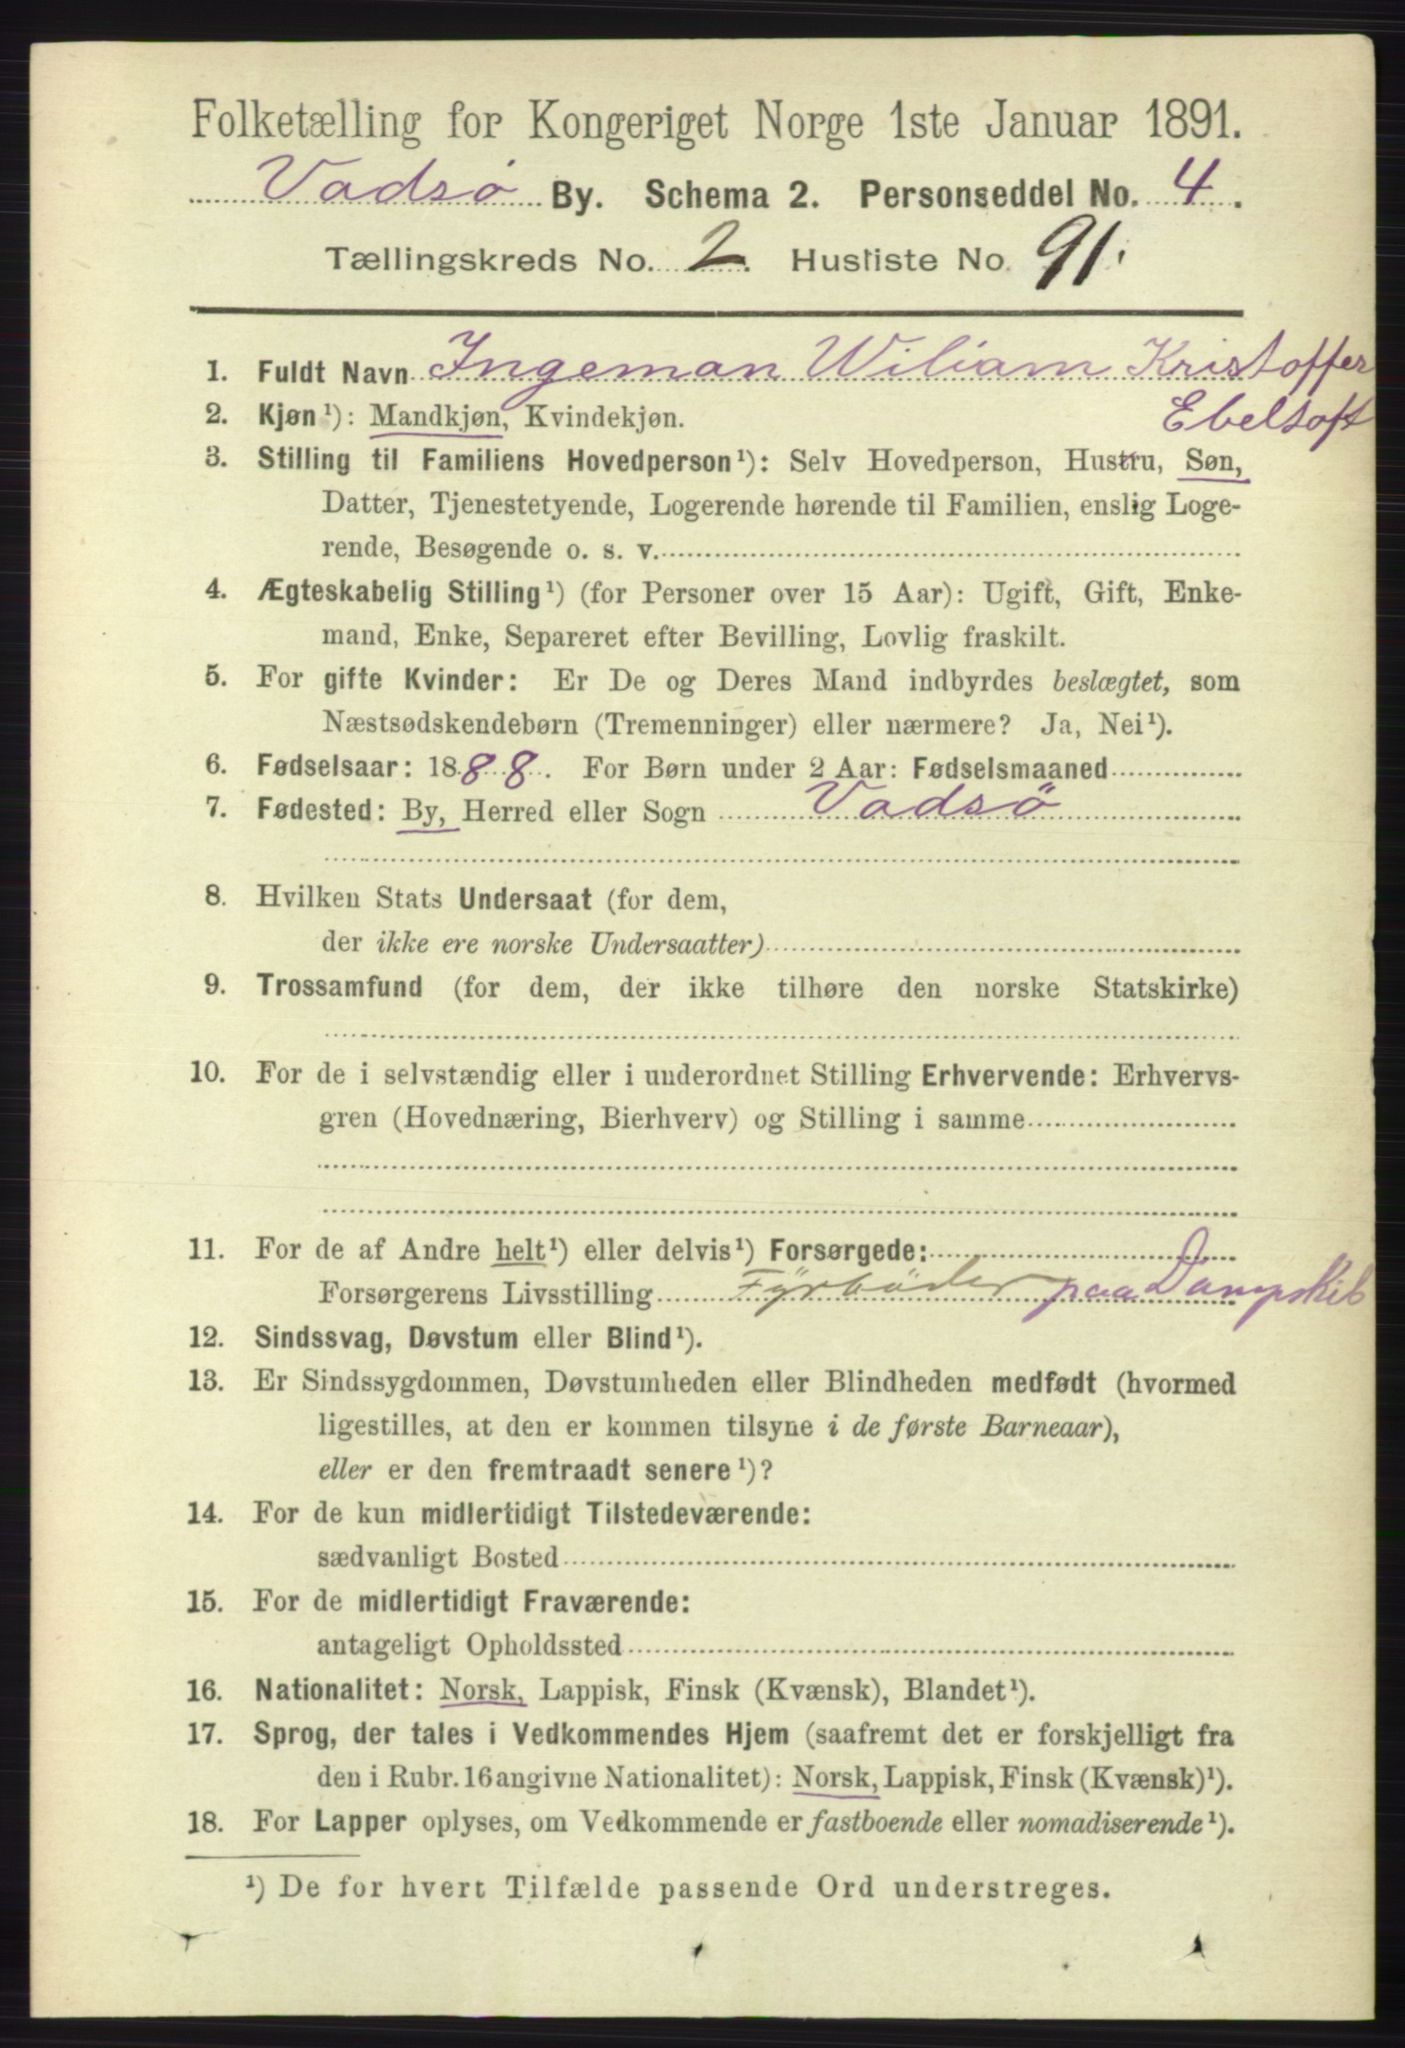 Folketælling for Kongeriget Norge 1ste Januar 1891.
Vadsø By. Schema 2. Personseddel No. 4.
Tællingskreds No. 2. Husliste No. 91.
1. Fuldt Navn Ingeman Wiliam Kristoffer
Ebeltoft
2. Kjøn¹): Mandkjøn, Kvindekjøn.
3. Stilling til Familiens Hovedperson¹): Selv Hovedperson, Hustru, Søn,
Datter, Tjenestetyende, Logerende hørende til Familien, enslig Loge-
rende, Besøgende o. s. v.
4. Ægteskabelig Stilling¹) (for Personer over 15 Aar): Ugift, Gift, Enke-
mand, Enke, Separeret efter Bevilling, Lovlig fraskilt.
5. For gifte Kvinder: Er De og Deres Mand indbyrdes beslægtet, som
Næstsødskendebørn (Tremenninger) eller nærmere? Ja, Nei¹).
6. Fødselsaar: 1888. For Børn under 2 Aar: Fødselsmaaned
7. Fødested: By, Herred eller Sogn Vadsö
8. Hvilken Stats Undersaat (for dem,
der ikke ere norske Undersaatter)
9. Trossamfund (for dem, der ikke tilhøre den norske Statskirke)
10. For de i selvstændig eller i underordnet Stilling Erhvervende: Erhvervs-
gren (Hovednæring, Bierhverv) og Stilling i samme
11. For de af Andre helt¹) eller delvis¹) Forsørgede:
Forsørgerens Livsstilling Fyrböder paa Dampskib
12. Sindssvag, Døvstum eller Blind¹).
13. Er Sindssygdommen, Døvstumheden eller Blindheden medfødt (hvormed
ligestilles, at den er kommen tilsyne i de første Barneaar),
eller er den fremtraadt senere¹)?
14. For de kun midlertidigt Tilstedeværende:
sædvanligt Bosted
15. For de midlertidigt Fraværende:
antageligt Opholdssted
16. Nationalitet: Norsk, Lappisk, Finsk (Kvænsk), Blandet¹).
17. Sprog, der tales i Vedkommendes Hjem (saafremt det er forskjelligt fra
den i Rubr. 16 angivne Nationalitet): Norsk, Lappisk, Finsk (Kvænsk)¹).
18. For Lapper oplyses, om Vedkommende er fastboende eller nomadiserende¹).
¹) De for hvert Tilfælde passende Ord understreges.